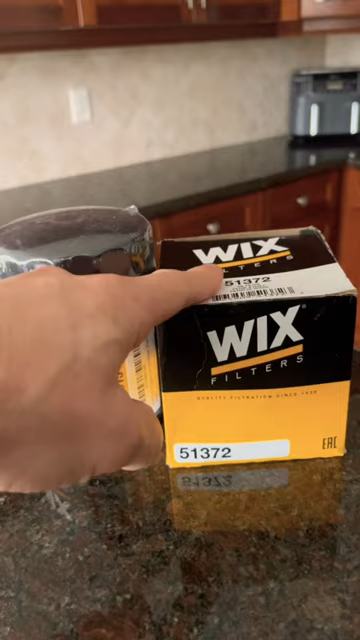 WIX
FILTERS
51372
WIX®
FILTERS
QUALITY FILTRATION SINCE 1939
51372
EAC